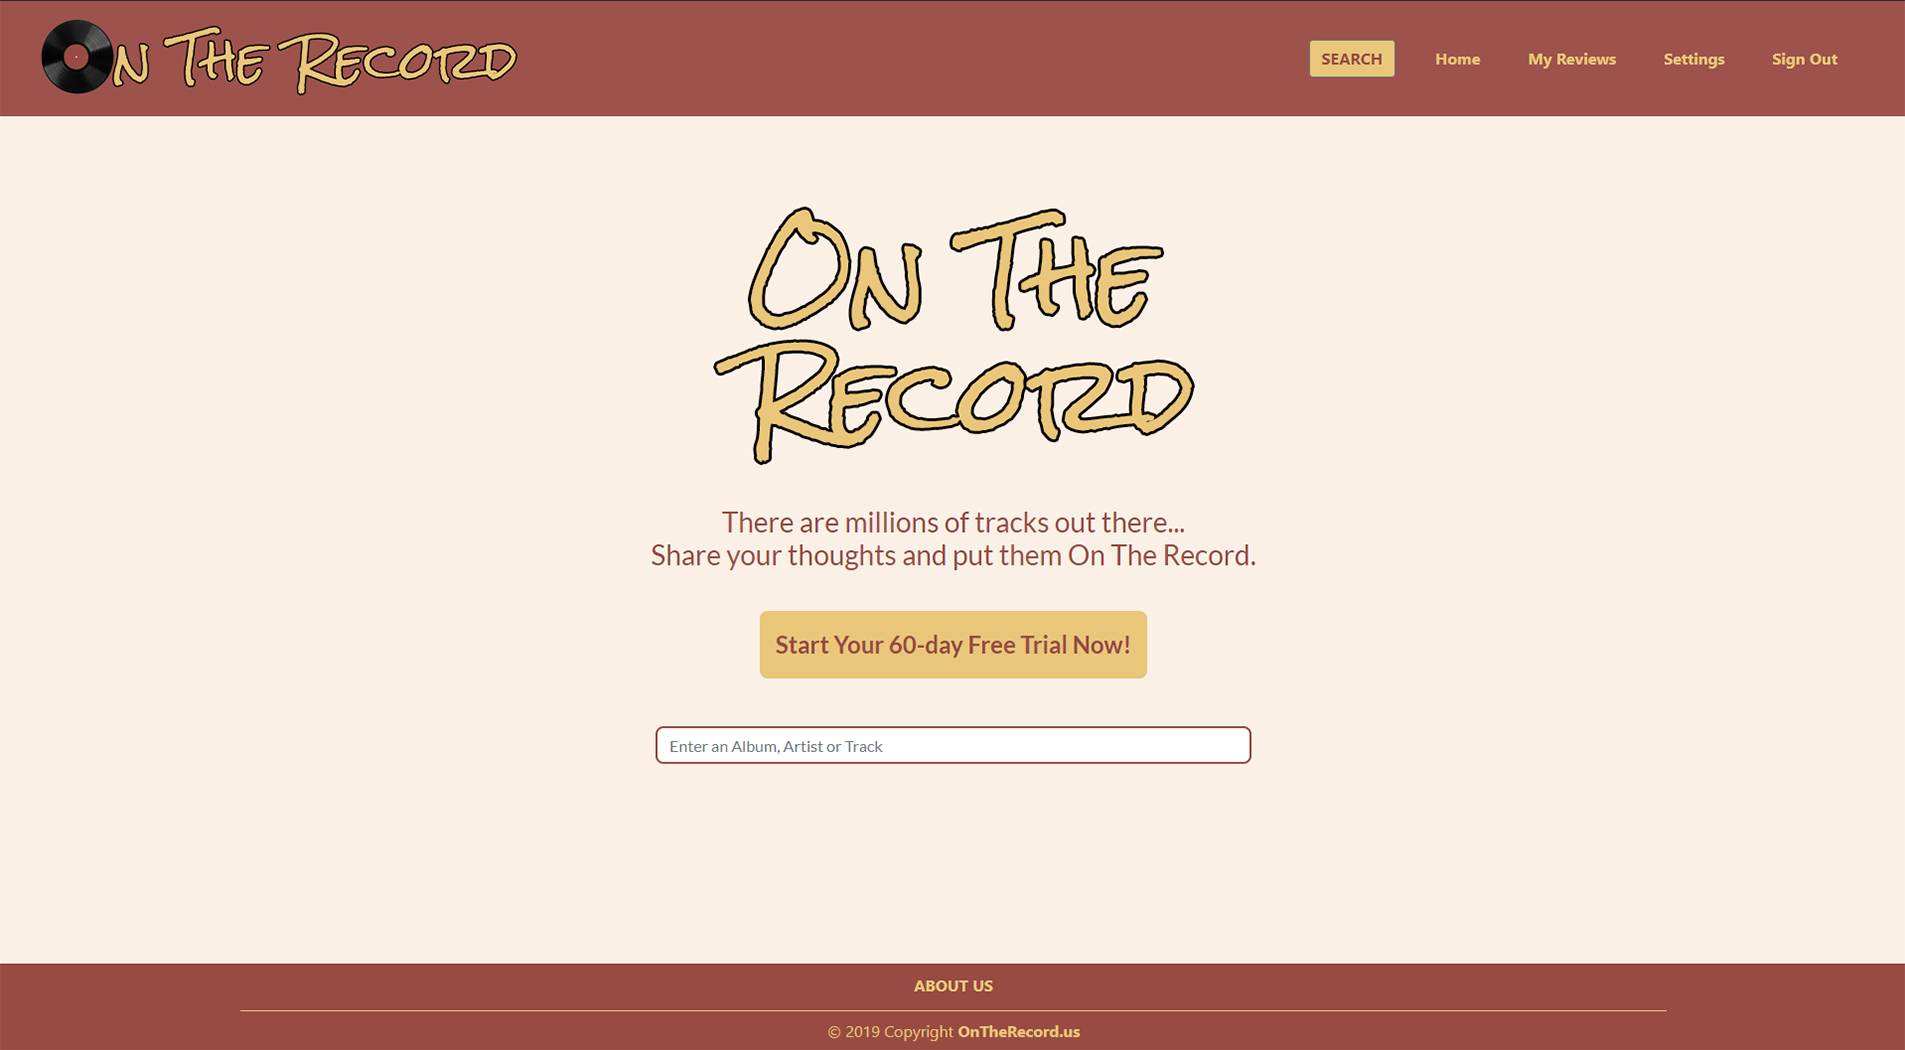 On The Record
SEARCH Home My Reviews Settings Sign Out
On The
Record
There are millions of tracks out there...
Share your thoughts and put them On The Record.
Start Your 60-day Free Trial Now!
Enter an Album, Artist or Track
ABOUT US
© 2019 Copyright OnTheRecord.us